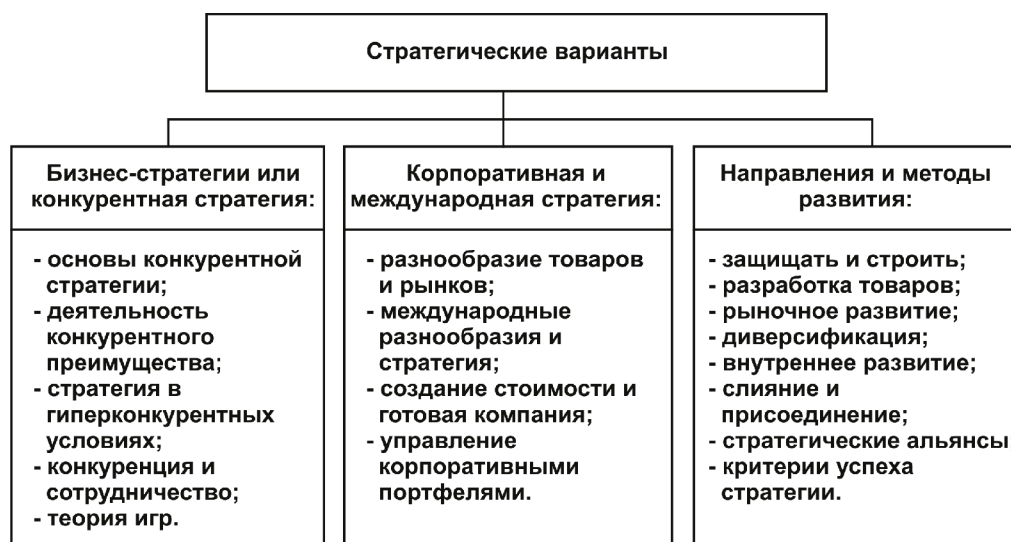 Стратегические варианты
Бизнес-стратегии или
конкурентная стратегия:
- основы конкурентной
стратегии;
- деятельность
конкурентного
преимущества;
- стратегия в
гиперконкурентных
условиях;
- конкуренция и
сотрудничество;
- теория игр.
Корпоративная и
международная стратегия:
- разнообразие товаров
и рынков;
- международные
разнообразия и
стратегия;
- создание стоимости и
готовая компания;
- управление
корпоративными
портфелями.
Направления и методы
развития:
- защищать и строить;
- разработка товаров;
- рыночное развитие;
- диверсификация;
- внутреннее развитие;
- слияние и
присоединение;
- стратегические альянсы;
- критерии успеха
стратегии.